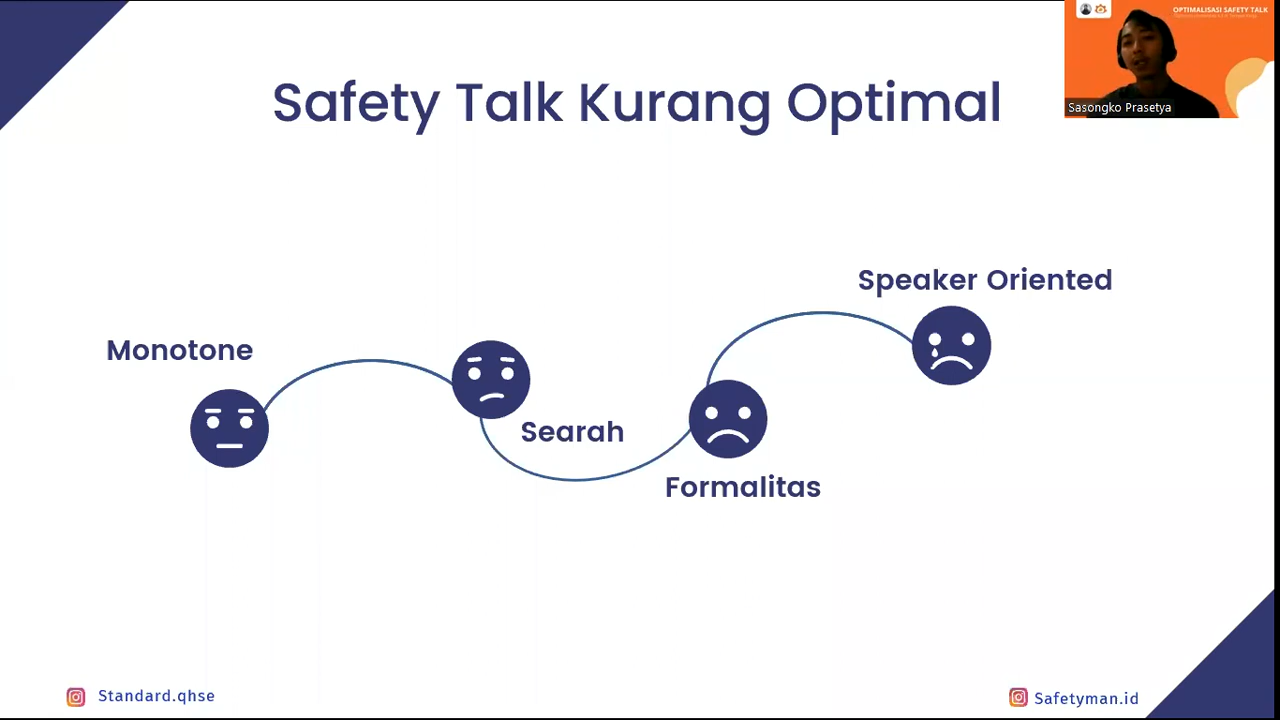 OPTIMALISASI SAFETY TALK
Sasongko Prasetya
Safety Talk Kurang Optimal
Speaker Oriented
Monotone
Searah
Formalitas
Standard.qhse
Safetyman.id